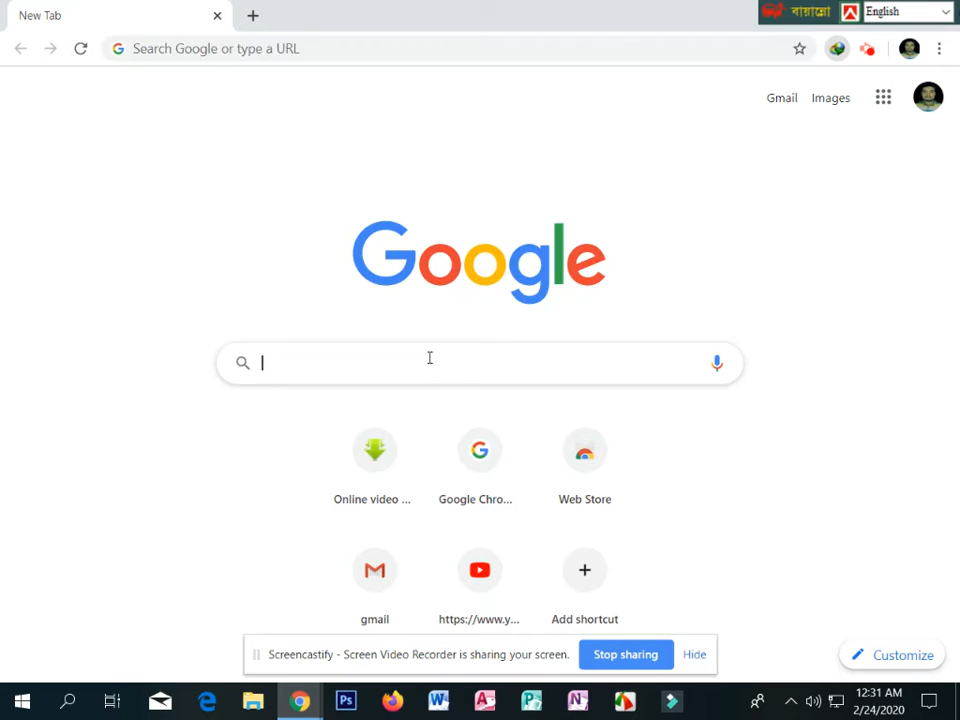 New Tab
বায়ান্নো
English
Search Google or type a URL
Gmail
Images
Google
Online video ...
Google Chro...
Web Store
gmail
https://www.y...
Add shortcut
Screencastify - Screen Video Recorder is sharing your screen.
Stop sharing
Hide
Customize
12:31 AM
2/24/2020